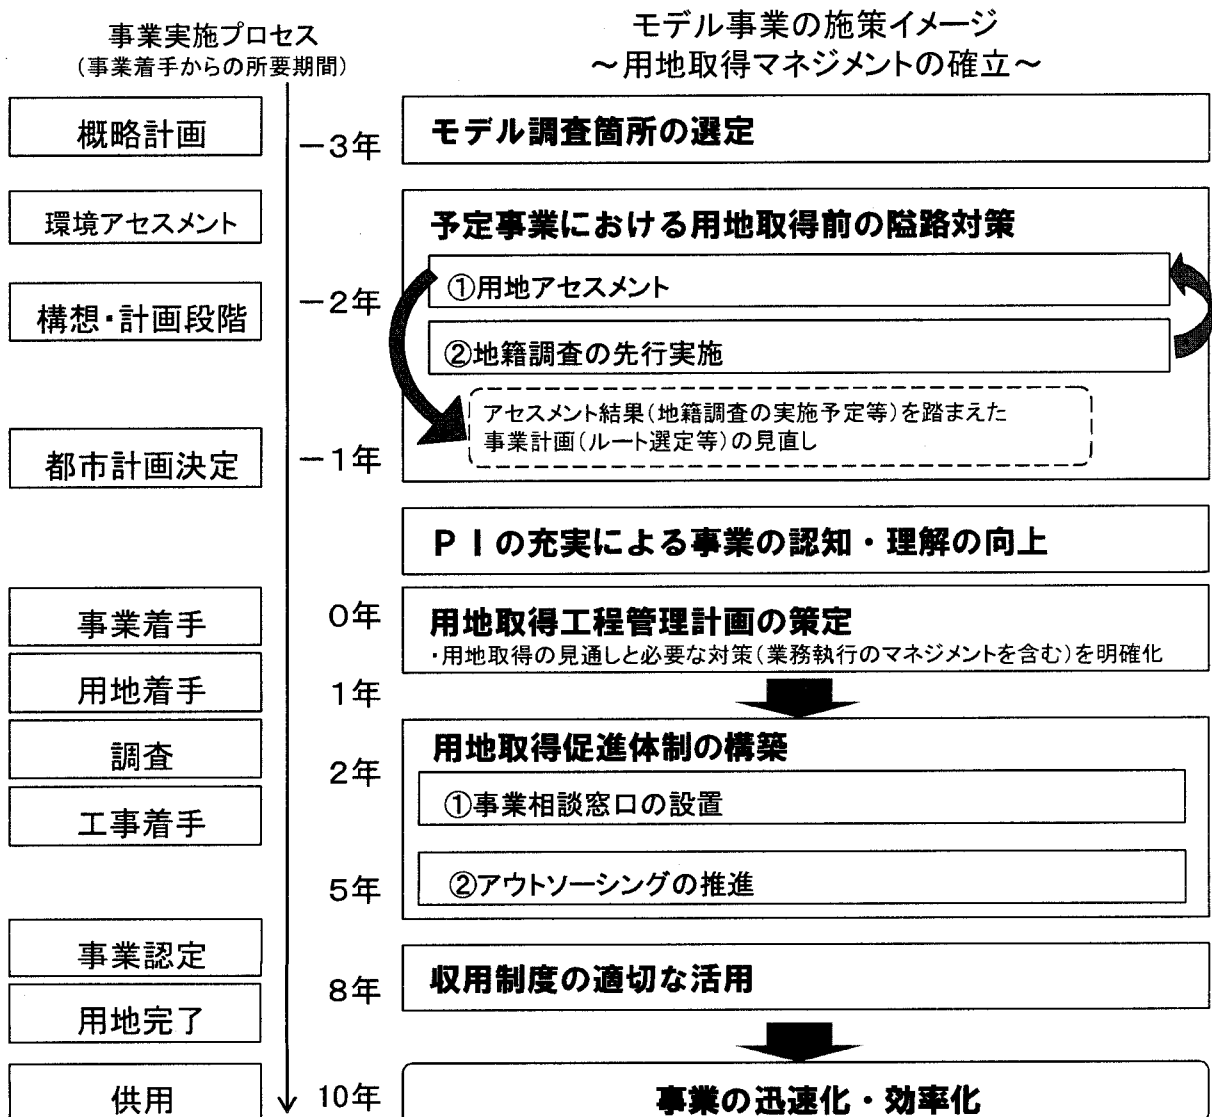 事業実施プロセス
(事業着手からの所要期間)
モデル事業の施策イメージ
～用地取得マネジメントの確立～
概略計画
－3年
モデル調査箇所の選定
環境アセスメント
予定事業における用地取得前の隘路対策
①用地アセスメント
構想・計画段階
－2年
②地籍調査の先行実施
アセスメント結果(地籍調査の実施予定等)を踏まえた
事業計画(ルート選定等)の見直し
都市計画決定
－1年
ＰＩの充実による事業の認知・理解の向上
事業着手
0年
用地取得工程管理計画の策定
・用地取得の見通しと必要な対策(業務執行のマネジメントを含む)を明確化
用地着手
1年
用地取得促進体制の構築
調査
2年
①事業相談窓口の設置
工事着手
5年
②アウトソーシングの推進
事業認定
8年
収用制度の適切な活用
用地完了
供用
10年
事業の迅速化・効率化